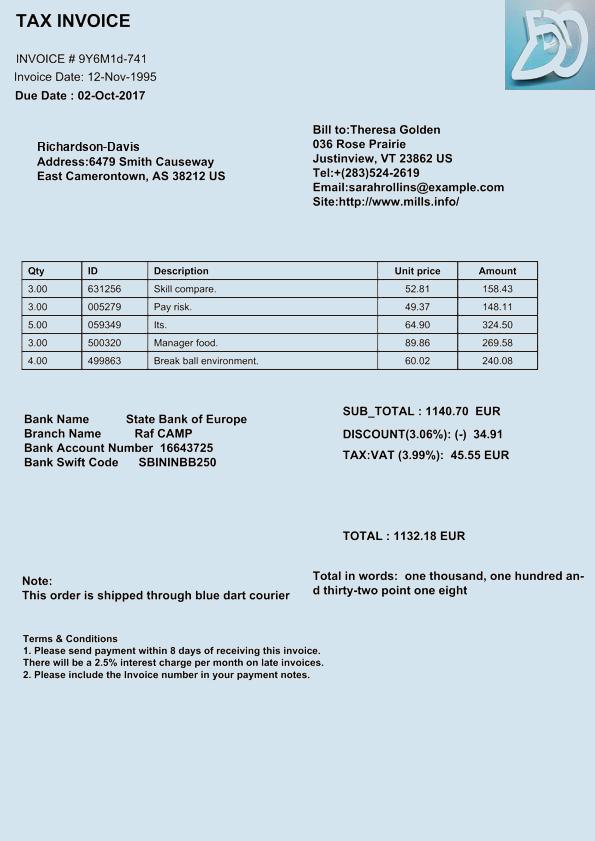 TAX INVOICE
INVOICE # 9Y6M1d-741
Invoice Date: 12-Nov-1995
Due Date : 02-Oct-2017
Richardson-Davis
Address:6479 Smith Causeway
East Camerontown, AS 38212 US
Bill to:Theresa Golden
036 Rose Prairie
Justinview, VT 23862 US
Tel:+(283)524-2619
Email:sarahrollins@example.com
Site:http://www.mills.info/
Qty ID Description Unit price Amount
3.00 631256 Skill compare. 52.81 158.43
3.00 005279 Pay risk. 49.37 148.11
5.00 059349 Its. 64.90 324.50
3.00 500320 Manager food. 89.86 269.58
4.00 499863 Break ball environment. 60.02 240.08
Bank Name State Bank of Europe
Branch Name Raf CAMP
Bank Account Number 16643725
Bank Swift Code SBININBB250
SUB_TOTAL : 1140.70 EUR
DISCOUNT(3.06%): (-) 34.91
TAX:VAT (3.99%): 45.55 EUR
TOTAL : 1132.18 EUR
Total in words: one thousand, one hundred an-
d thirty-two point one eight
Note:
This order is shipped through blue dart courier
Terms & Conditions
1. Please send payment within 8 days of receiving this invoice.
There will be a 2.5% interest charge per month on late invoices.
2. Please include the Invoice number in your payment notes.